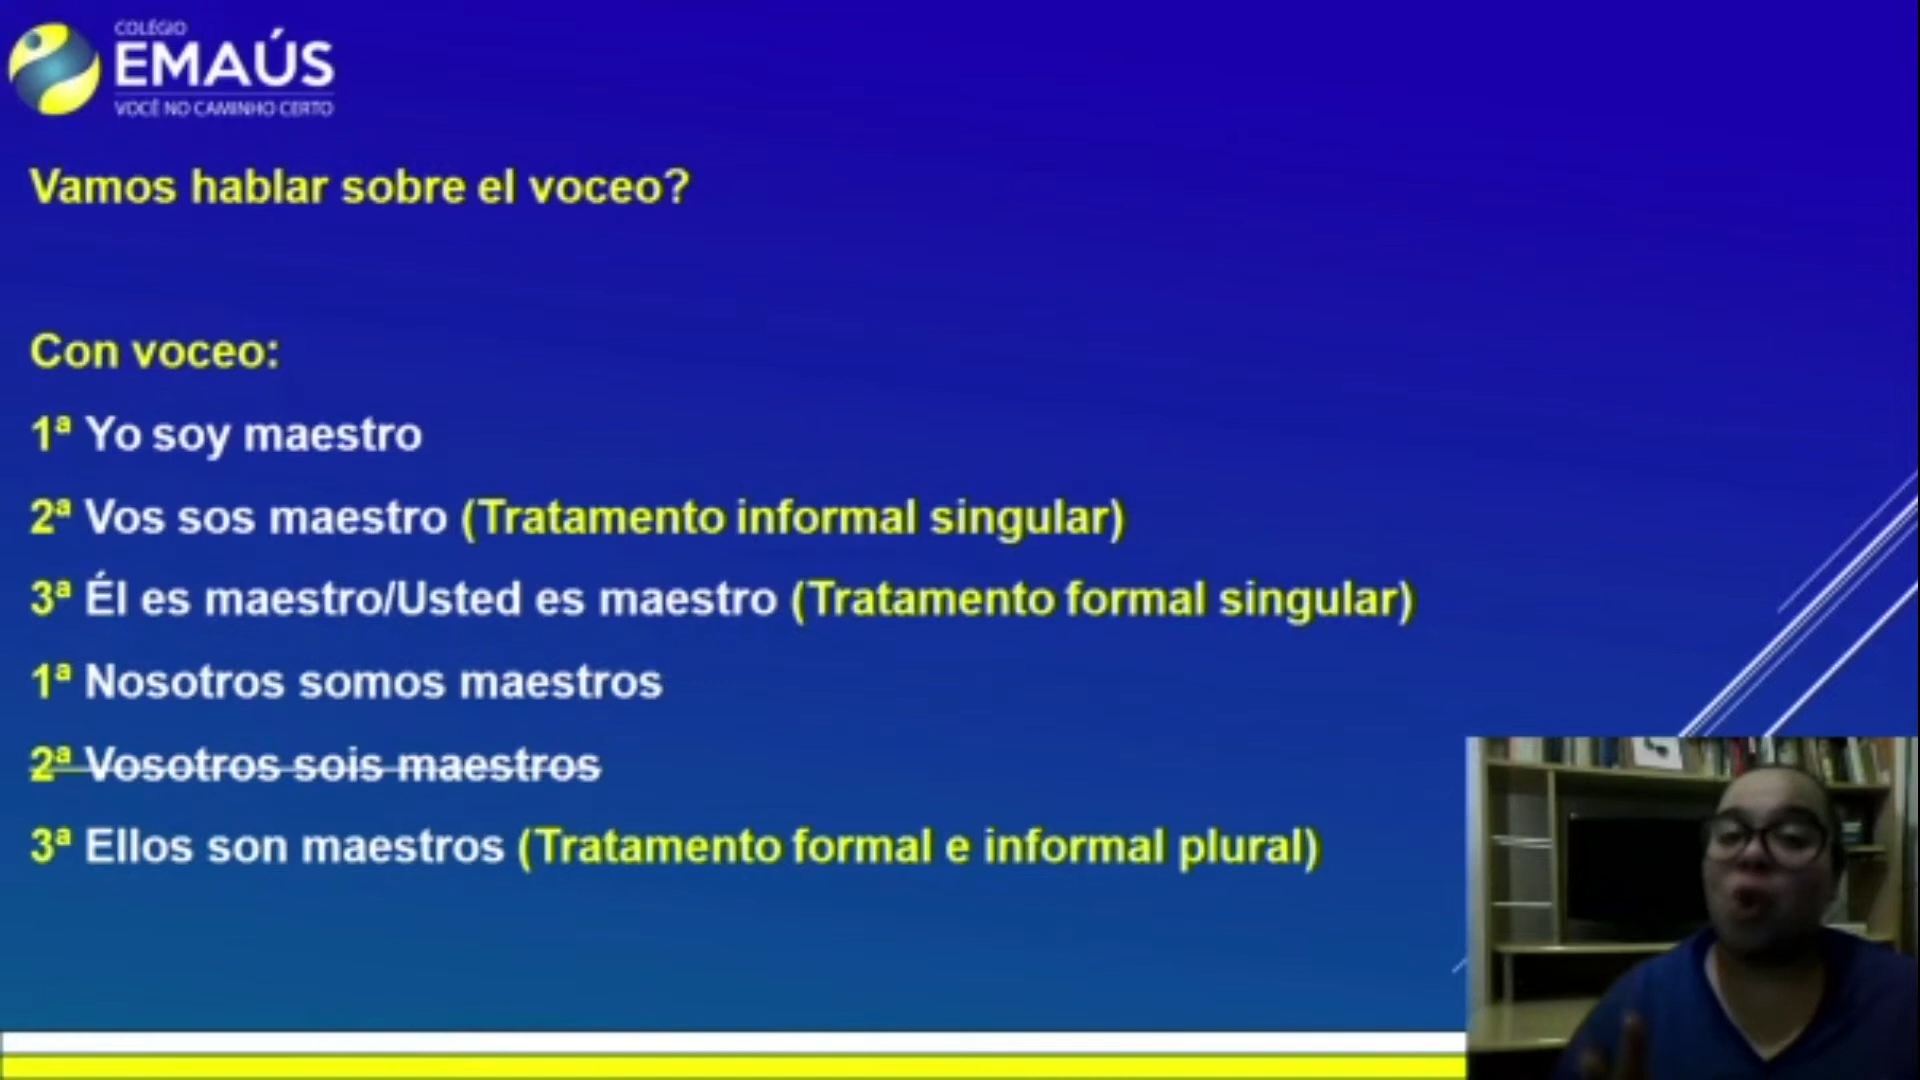 COLÉGIO
EMAÚS
VOCÊ NO CAMINHO CERTO
Vamos hablar sobre el voceo?
Con voceo:
1ª Yo soy maestro
2ª Vos sos maestro (Tratamento informal singular)
3ª Él es maestro/Usted es maestro (Tratamento formal singular)
1ª Nosotros somos maestros
2ª Vosotros sois maestros
3ª Ellos son maestros (Tratamento formal e informal plural)